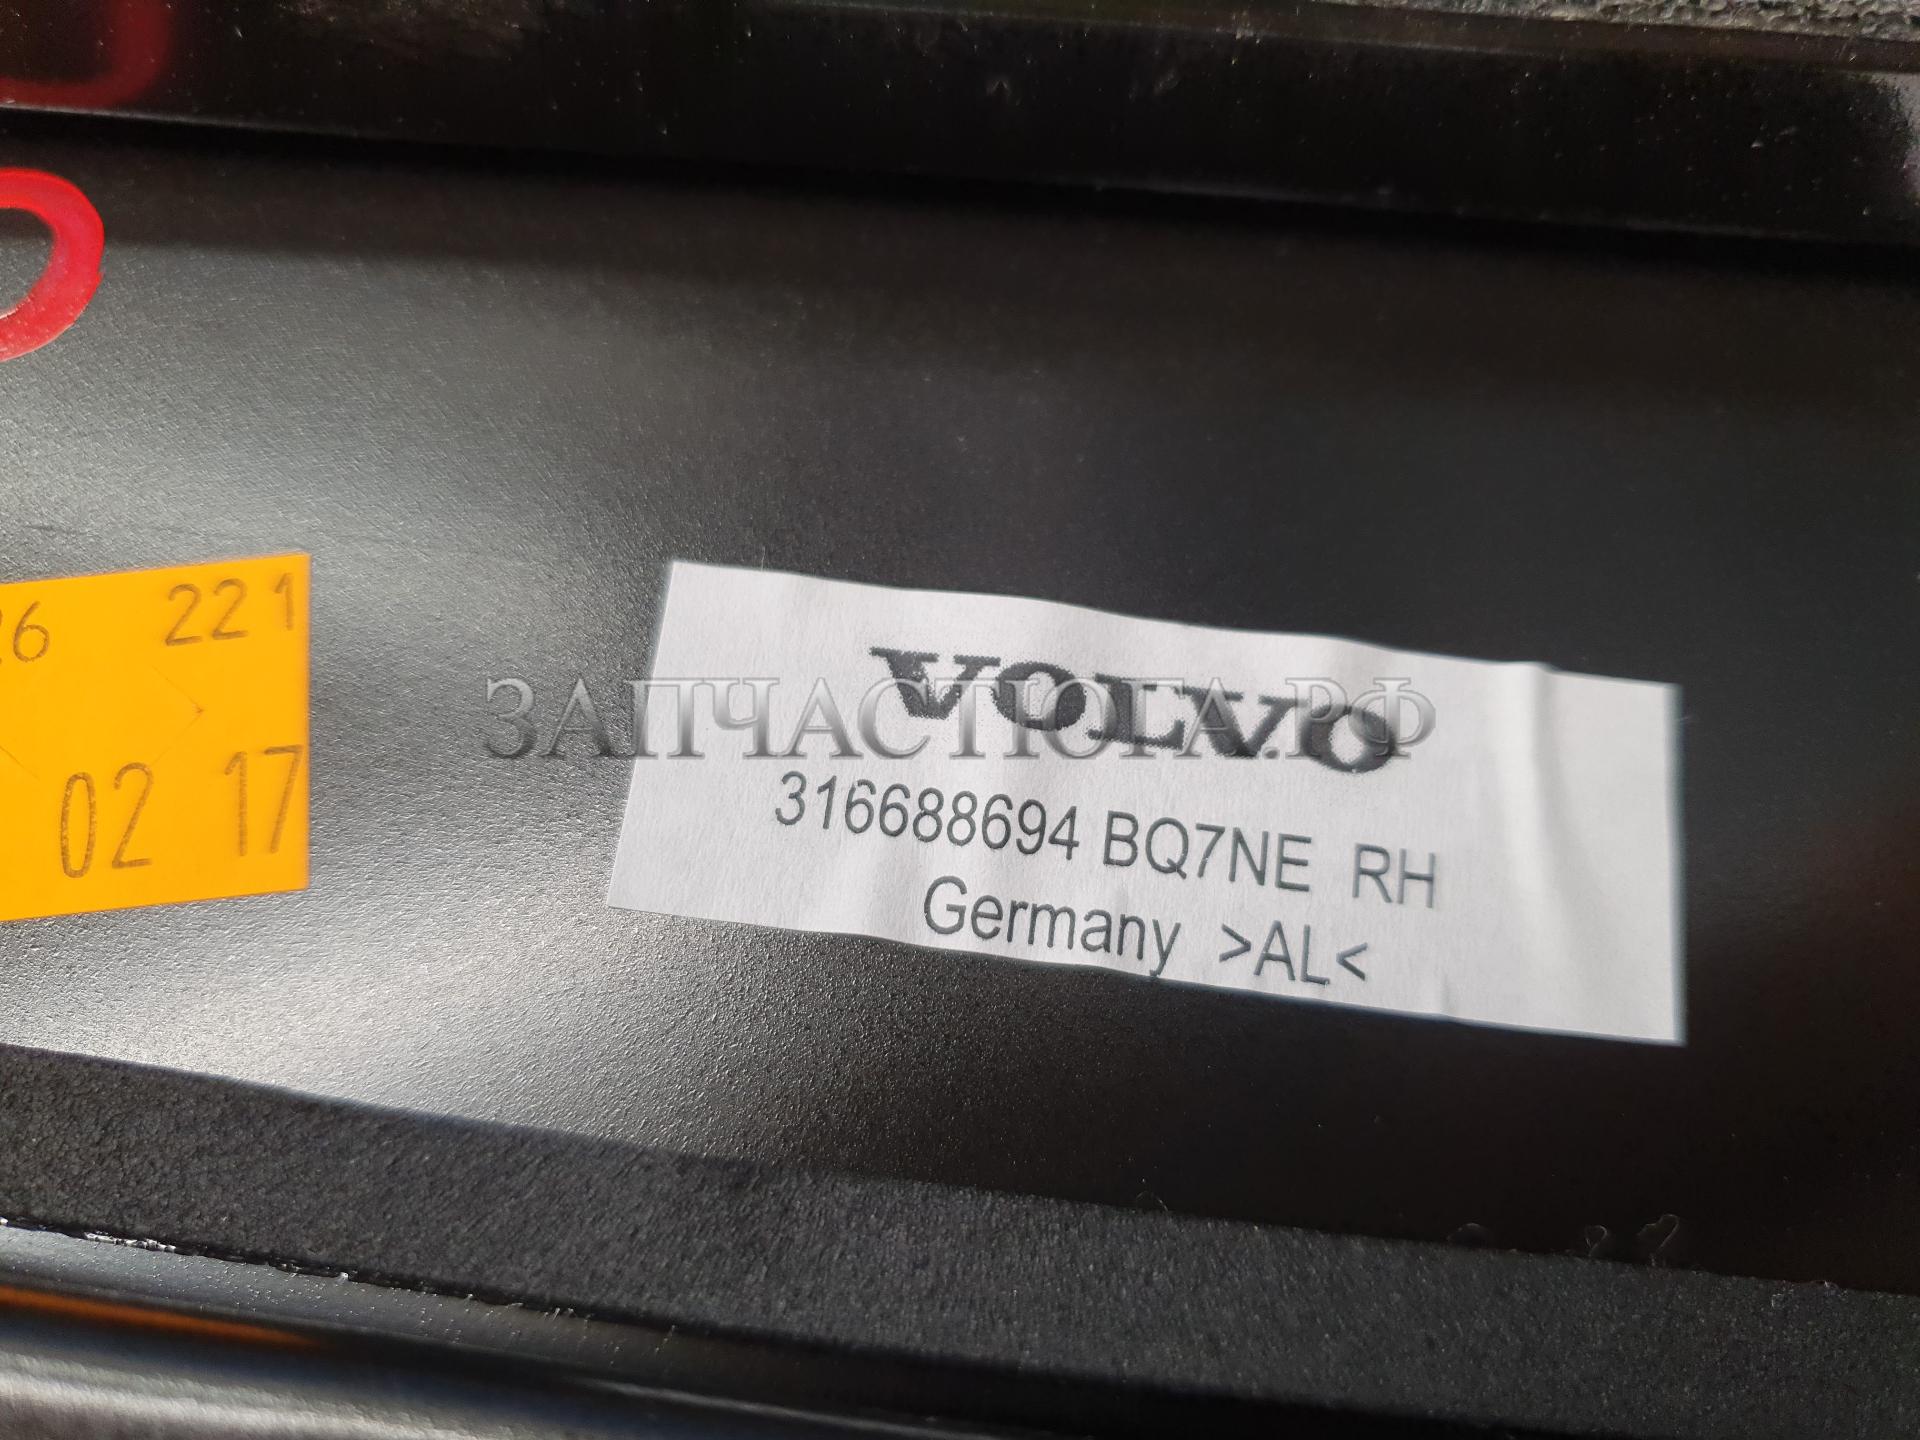 26 221
02 17
VOLVO
ЗАПЧАСТЮГА.РФ
316688694 BQ7NE RH
Germany >AL<